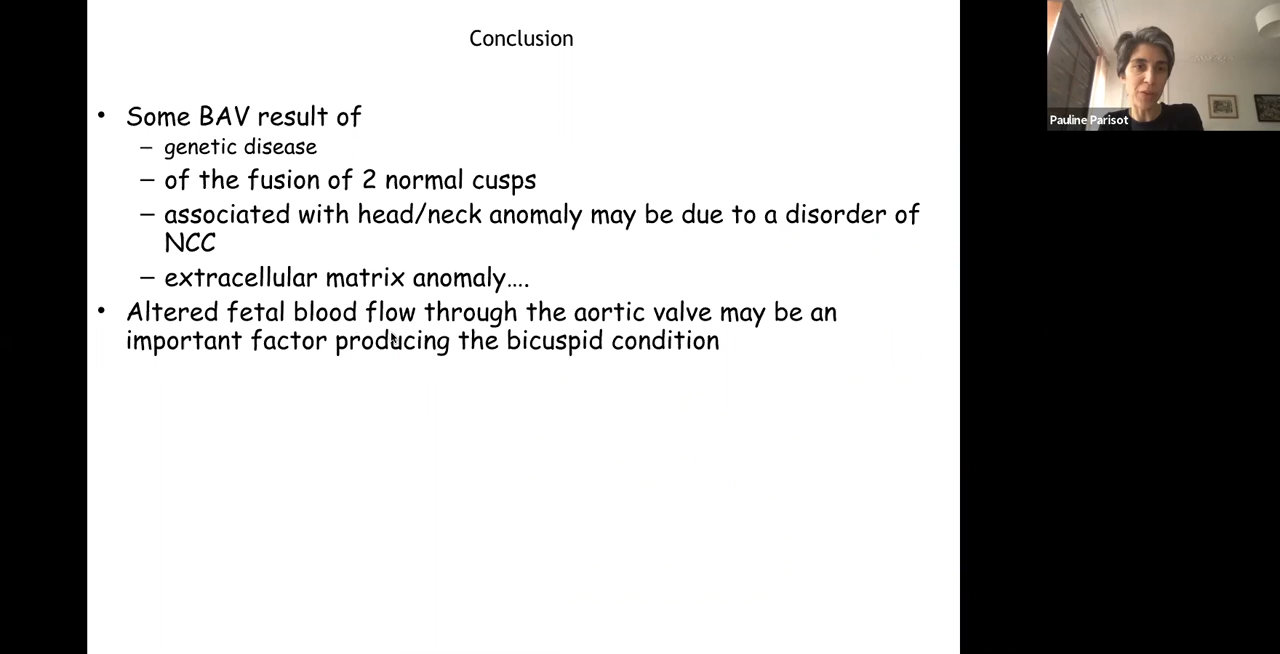 Conclusion
• Some BAV result of
– genetic disease
– of the fusion of 2 normal cusps
– associated with head/neck anomaly may be due to a disorder of
NCC
– extracellular matrix anomaly….
• Altered fetal blood flow through the aortic valve may be an
important factor producing the bicuspid condition
Pauline Parisot